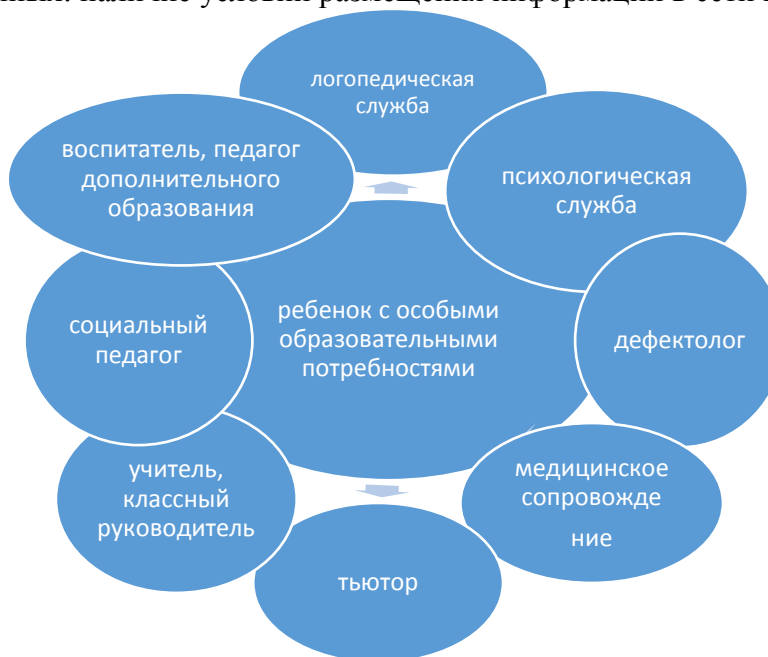 логопедическая
служба
психологическая
служба
дефектолог
медицинское
сопровожде
ние
тьютор
учитель,
классный
руководитель
социальный
педагог
воспитатель, педагог
дополнительного
образования
ребенок с особыми
образовательными
потребностями